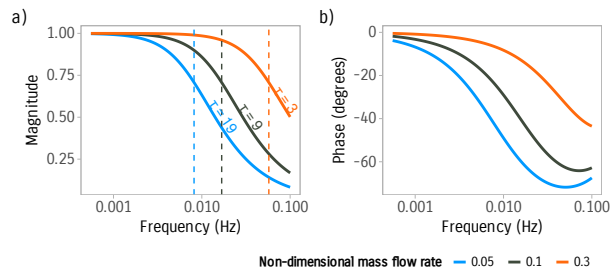 a)
b)
Magnitude
1.00
0.75
0.50
0.25
τ = 19
τ = 9
τ = 3
0.001
0.010
0.100
Frequency (Hz)
Phase (degrees)
0
-20
-40
-60
0.001
0.010
0.100
Frequency (Hz)
Non-dimensional mass flow rate 0.05 0.1 0.3